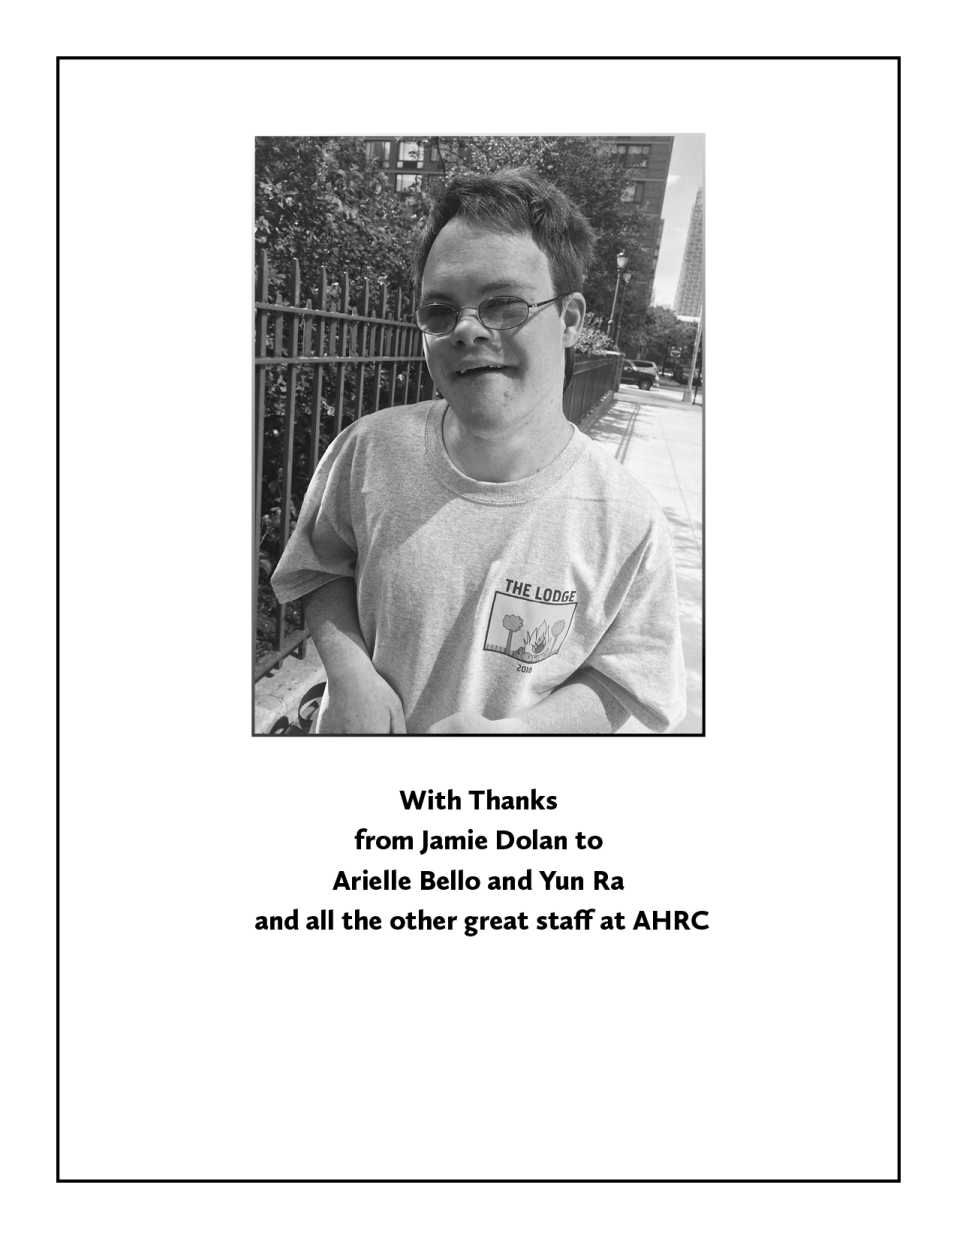 THE LODGE
2016
With Thanks
from Jamie Dolan to
Arielle Bello and Yun Ra
and all the other great staff at AHRC